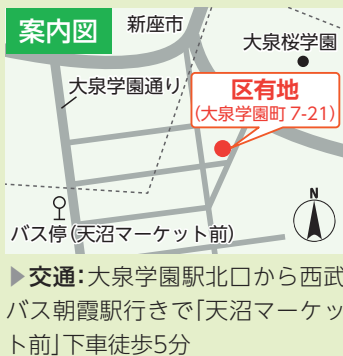 案内図
新座市
大泉桜学園
大泉学園通り
区有地
(大泉学園町 7-21)
N
バス停(天沼マーケット前)
▶交通:大泉学園駅北口から西武
バス朝霞駅行きで「天沼マーケッ
ト前」下車徒歩5分